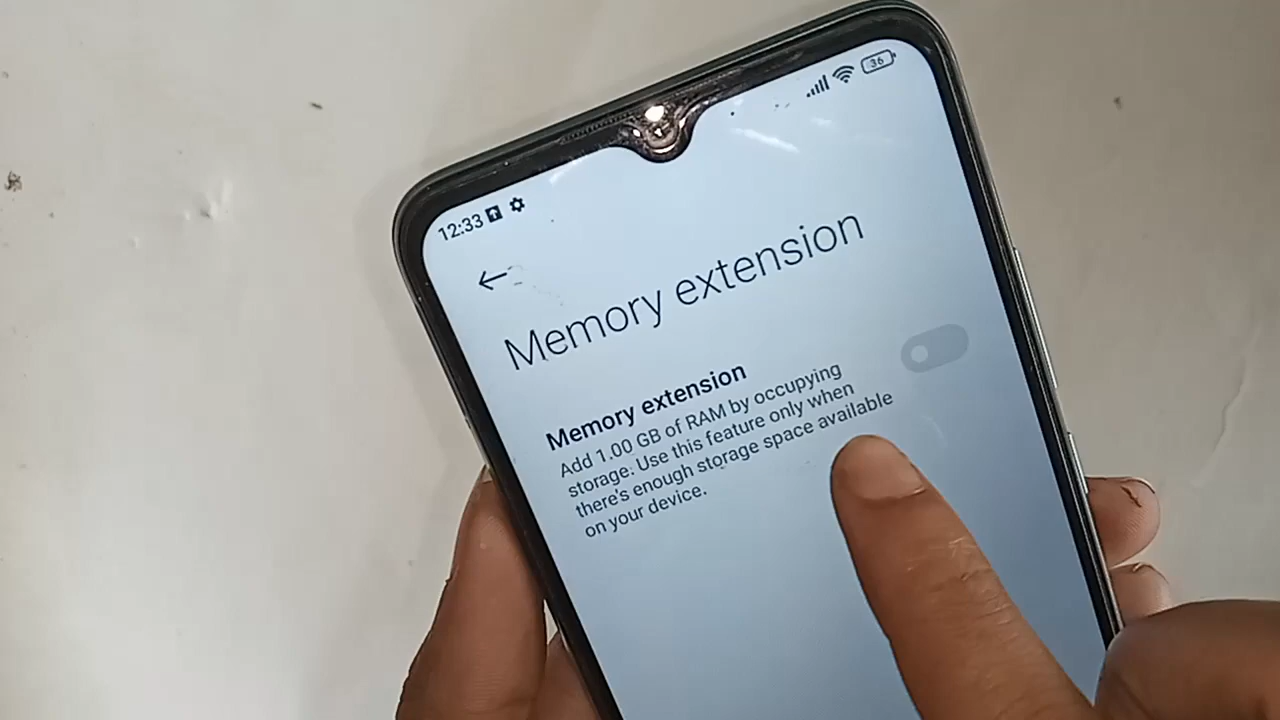 12:33
36
Memory extension
Memory extension
Add 1.00 GB of RAM by occupying
storage. Use this feature only when
there's enough storage space available
on your device.